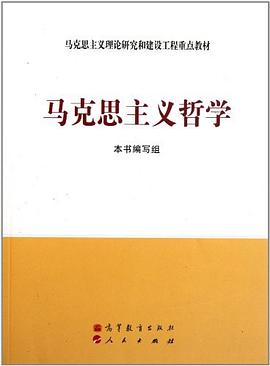 马克思主义理论研究和建设工程重点教材
马克思主义哲学
本书编写组
高等教育出版社
人民出版社